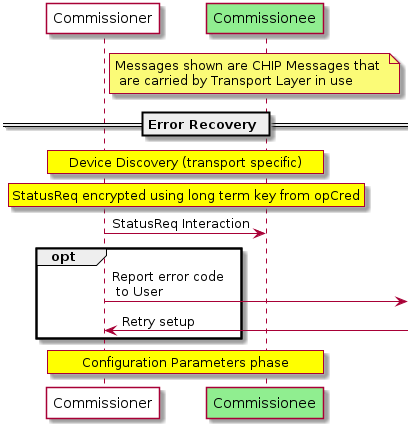 Commissioner
Commissionee
Messages shown are CHIP Messages that
are carried by Transport Layer in use
Error Recovery
Device Discovery (transport specific)
StatusReq encrypted using long term key from opCred
StatusReq Interaction
opt
Report error code
to User
Retry setup
Configuration Parameters phase
Commissioner
Commissionee